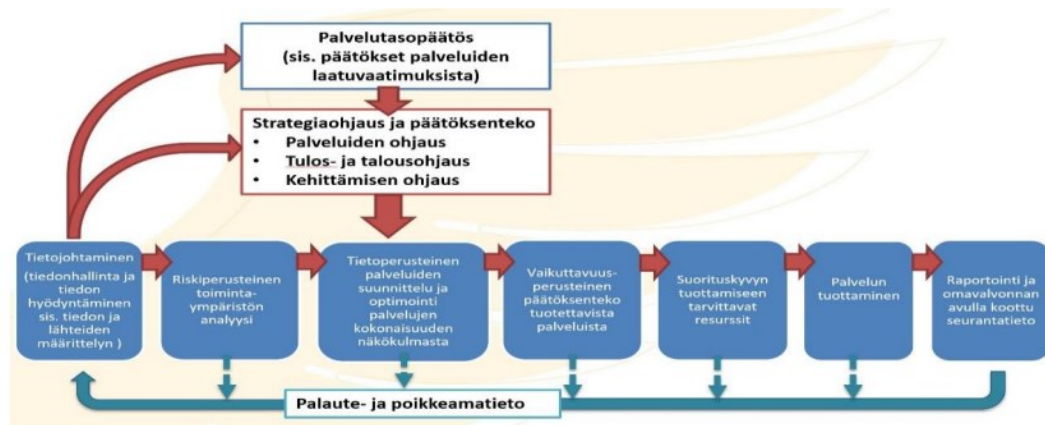 Palvelutasopäätös
(sis. päätökset palveluiden
laatuvaatimuksista)
Strategiaohjaus ja päätöksenteko
• Palveluiden ohjaus
• Tulos- ja talousohjaus
• Kehittämisen ohjaus
Tietojohtaminen
(tiedonhallinta ja
tiedon
hyödyntäminen
sis. tiedon ja
lähteiden
määrittelyn )
Riskiperusteinen
toiminta-
ympäristön
analyysi
Tietoperusteinen
palveluiden
suunnittelu ja
optimointi
palvelujen
kokonaisuuden
näkökulmasta
Vaikuttavuus-
perusteinen
päätöksenteko
tuotettavista
palveluista
Suorituskyvyn
tuottamiseen
tarvittavat
resurssit
Palvelun
tuottaminen
Raportointi ja
omavalvonnan
avulla koottu
seurantatieto
Palaute- ja poikkeamatieto